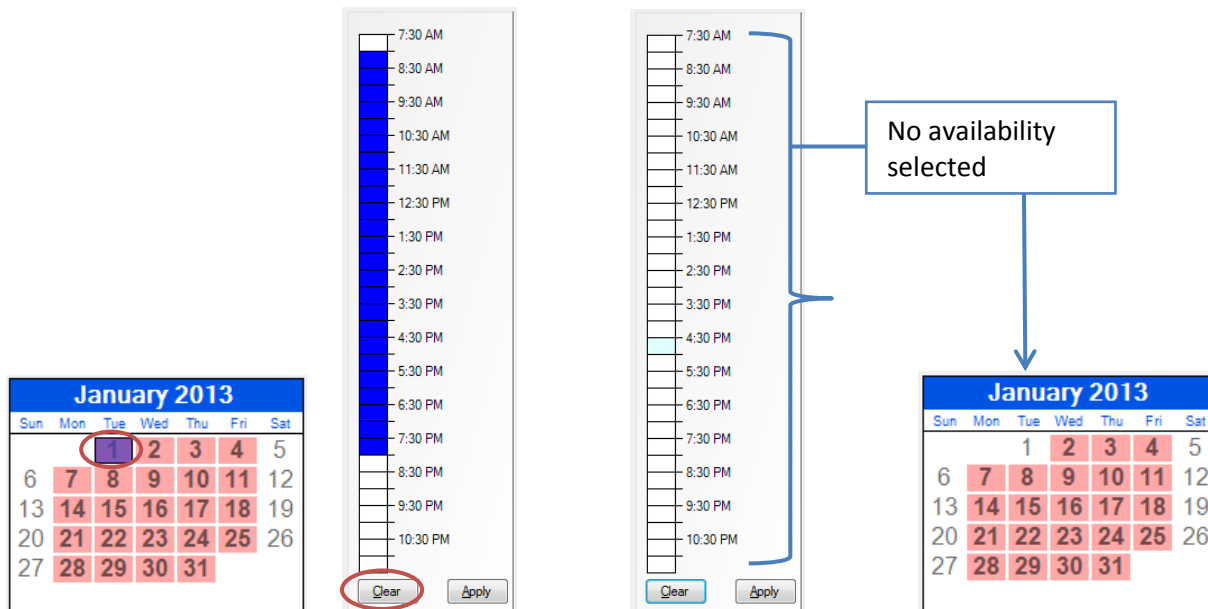 7:30 AM
8:30 AM
9:30 AM
10:30 AM
11:30 AM
12:30 PM
1:30 PM
2:30 PM
3:30 PM
4:30 PM
5:30 PM
6:30 PM
7:30 PM
8:30 PM
9:30 PM
10:30 PM
Clear Apply
7:30 AM
8:30 AM
9:30 AM
10:30 AM
11:30 AM
12:30 PM
1:30 PM
2:30 PM
3:30 PM
4:30 PM
5:30 PM
6:30 PM
7:30 PM
8:30 PM
9:30 PM
10:30 PM
Clear Apply
No availability
selected
January 2013
Sun Mon Tue Wed Thu Fri Sat
1 2 3 4 5
6 7 8 9 10 11 12
13 14 15 16 17 18 19
20 21 22 23 24 25 26
27 28 29 30 31
January 2013
Sun Mon Tue Wed Thu Fri Sat
1 2 3 4 5
6 7 8 9 10 11 12
13 14 15 16 17 18 19
20 21 22 23 24 25 26
27 28 29 30 31